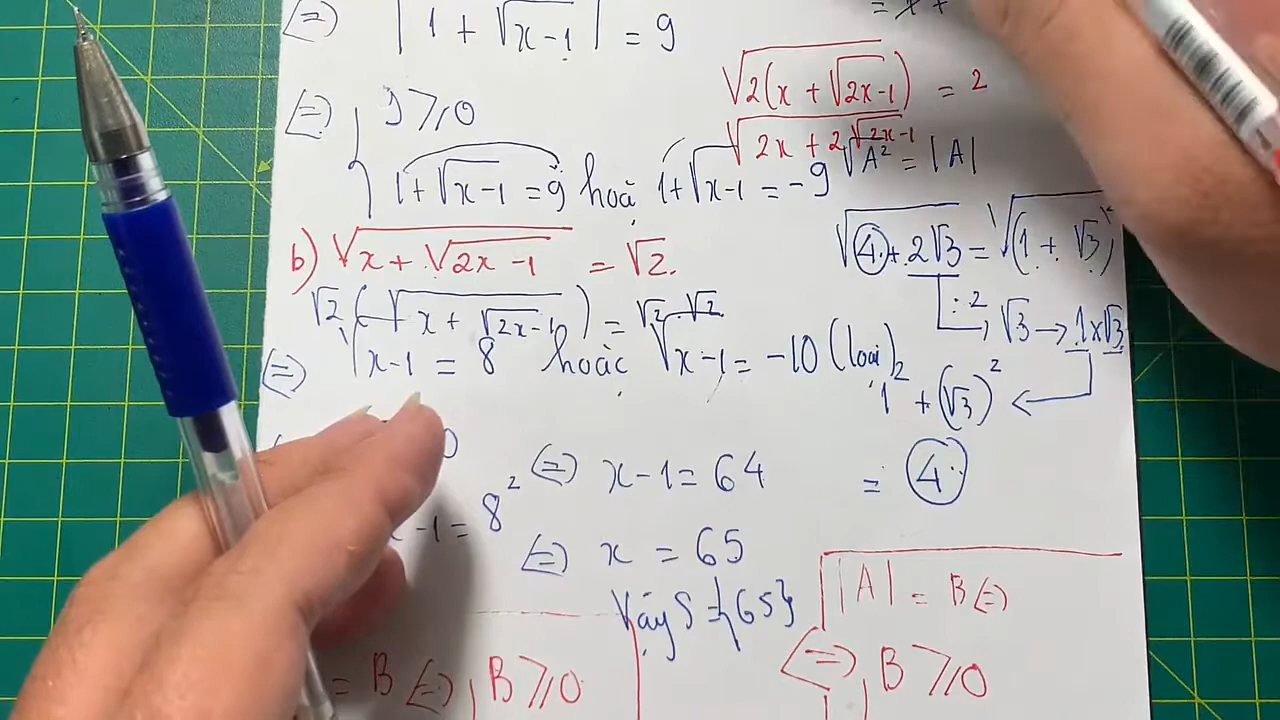 (=) |1 + √(x-1)| = 9
= x +
√(2(x + √(2x-1))) = 2
(=) { 9 ⩾ 0
√(2x + 2√(2x-1))
√A² = |A|
1+√(x-1) = 9 hoặ 1+√(x-1) = -9
√(4 + 2√3) = √((1 + √3)²)
b) √(x + √(2x-1)) = √2.
√2 (√(x + √(2x-1))) = √2 . √2
: 2 √3 → 1x√3
(=) √(x-1) = 8 hoặc √(x-1) = -10 (loại)
1² + (√3)²
0 (=) x-1 = 64
= 4
-1 = 8²
(=) x = 65
|A| = B (=)
Vậy S = {65}
= B (=) B ⩾ 0
(=) B ⩾ 0